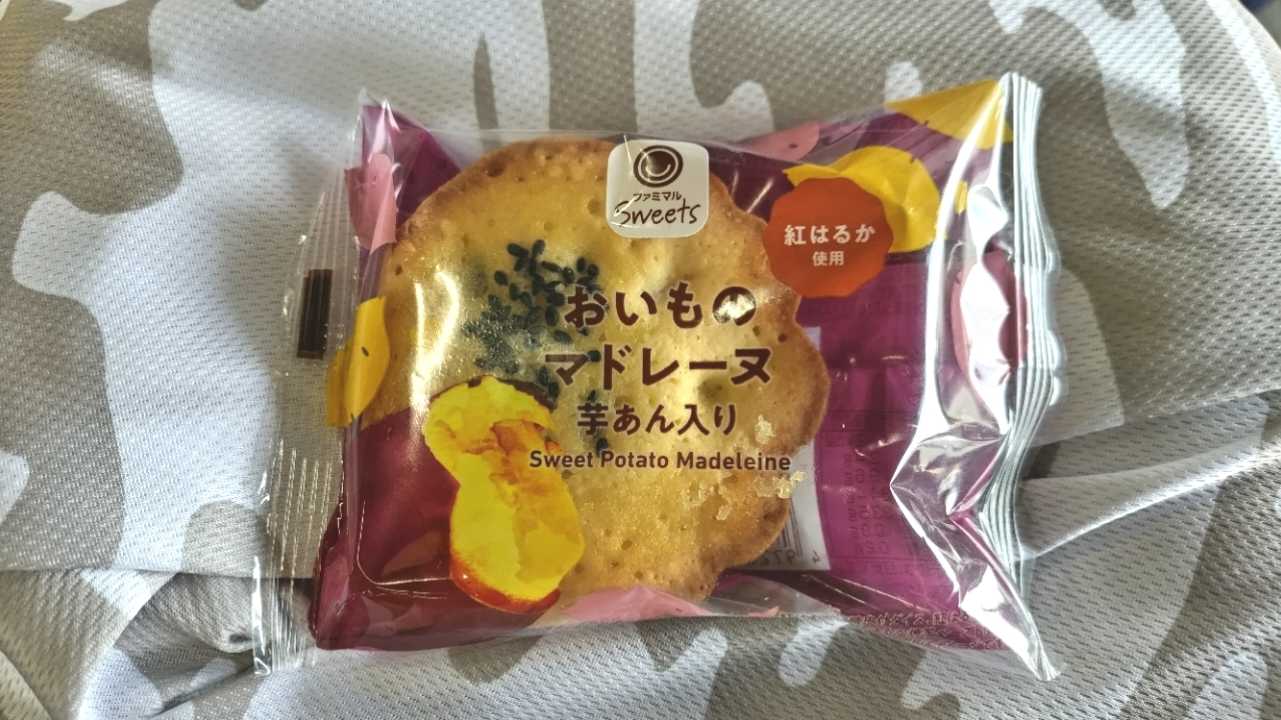 ファミマル
Sweets
紅はるか
使用
おいもの
マドレーヌ
芋あん入り
Sweet Potato Madeleine